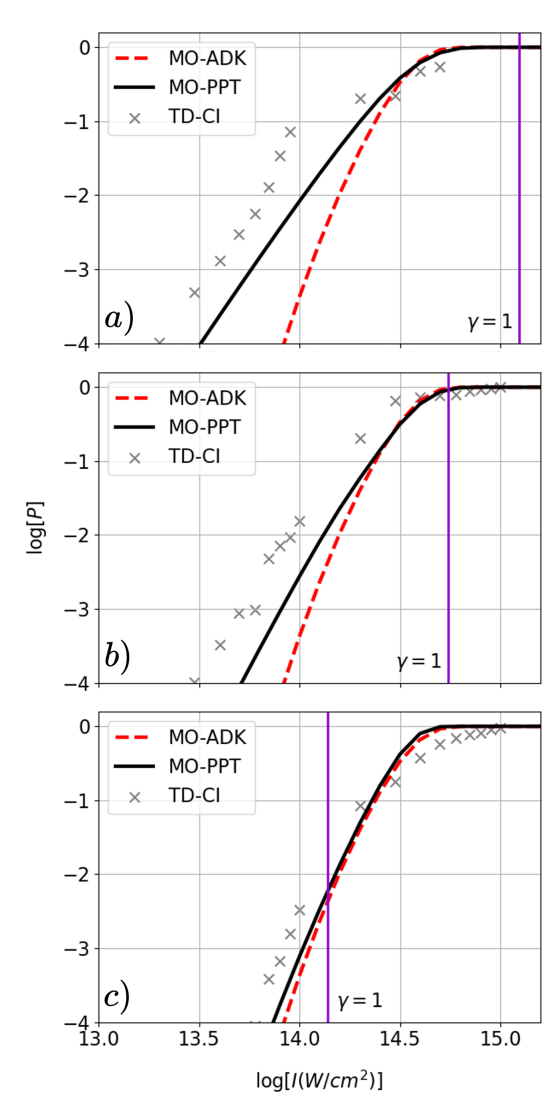 0
−1
−2
−3
−4
MO-ADK
MO-PPT
TD-CI
a)
γ = 1
0
−1
−2
−3
−4
MO-ADK
MO-PPT
TD-CI
b)
γ = 1
log[P]
0
−1
−2
−3
−4
MO-ADK
MO-PPT
TD-CI
c)
γ = 1
13.0 13.5 14.0 14.5 15.0
log[I(W/cm²)]